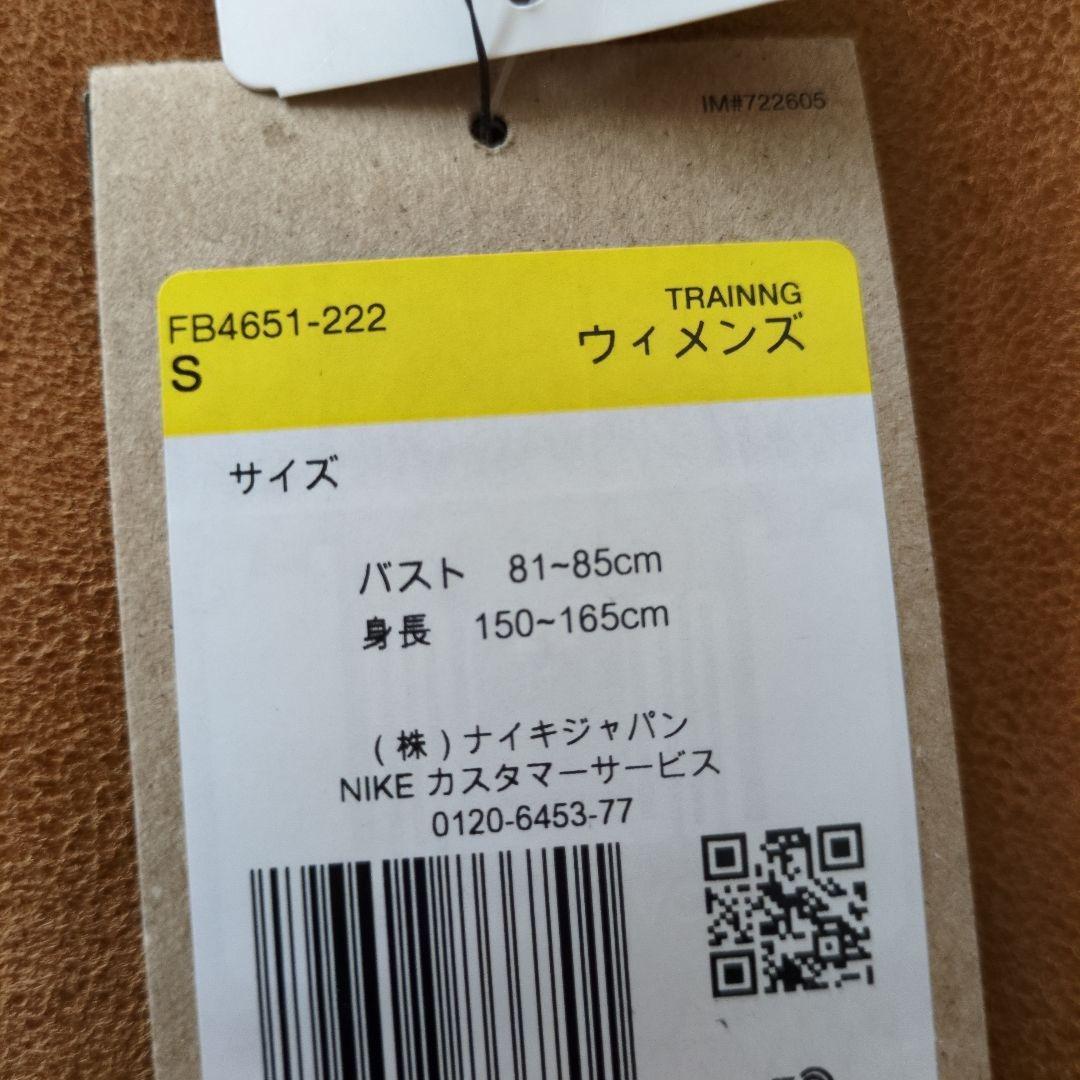 IM#722605
FB4651-222
TRAINNG
S
ウィメンズ
サイズ
バスト 81~85cm
身長 150~165cm
(株)ナイキジャパン
NIKE カスタマーサービス
0120-6453-77